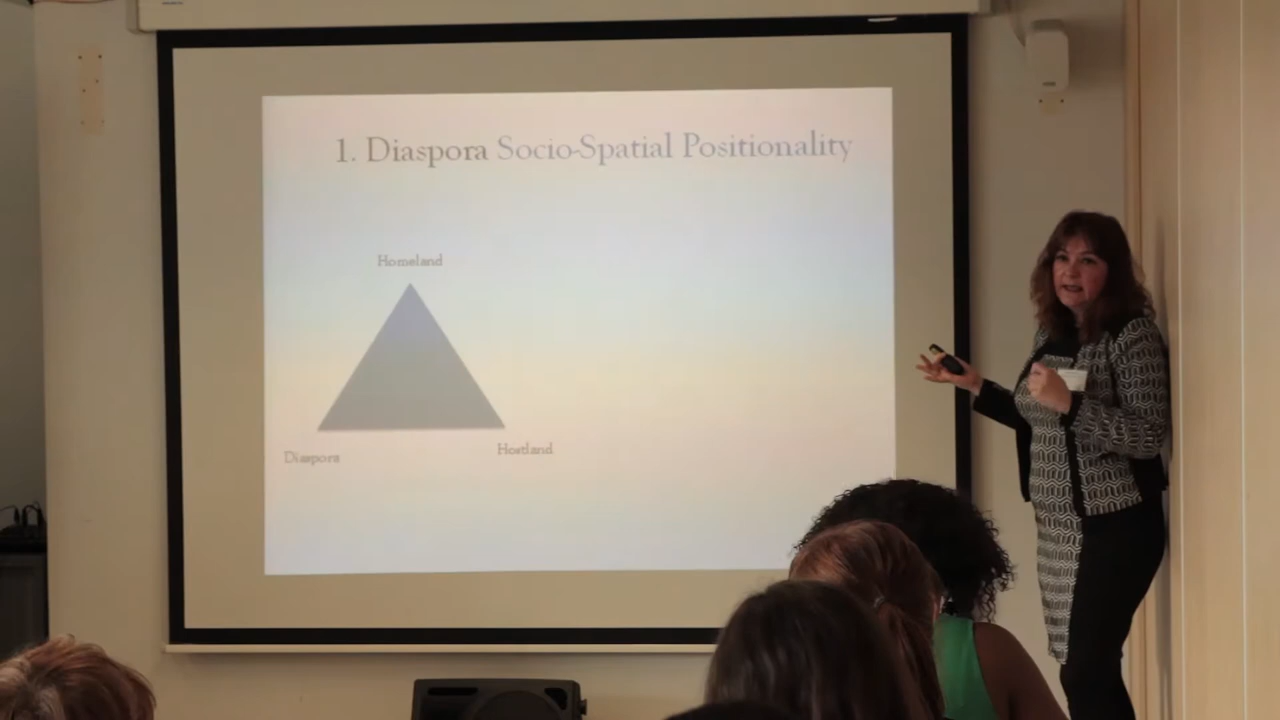 1. Diaspora Socio-Spatial Positionality
Homeland
Diaspora
Hostland